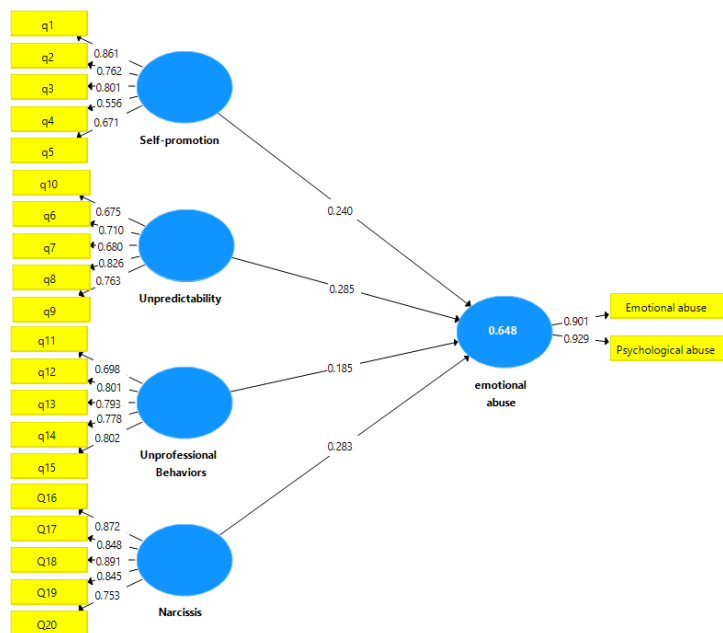 q1
0.861
q2
0.762
q3
0.801
q4
0.556
q5
0.671
Self-promotion
0.240
q10
0.675
q6
0.710
q7
0.680
q8
0.826
q9
0.763
Unpredictability
0.285
q11
0.698
q12
0.801
q13
0.793
q14
0.778
q15
0.802
Unprofessional
Behaviors
0.185
Q16
0.872
Q17
0.848
Q18
0.891
Q19
0.845
Q20
0.753
Narcissis
0.283
0.648
emotional
abuse
0.901
Emotional abuse
0.929
Psychological abuse